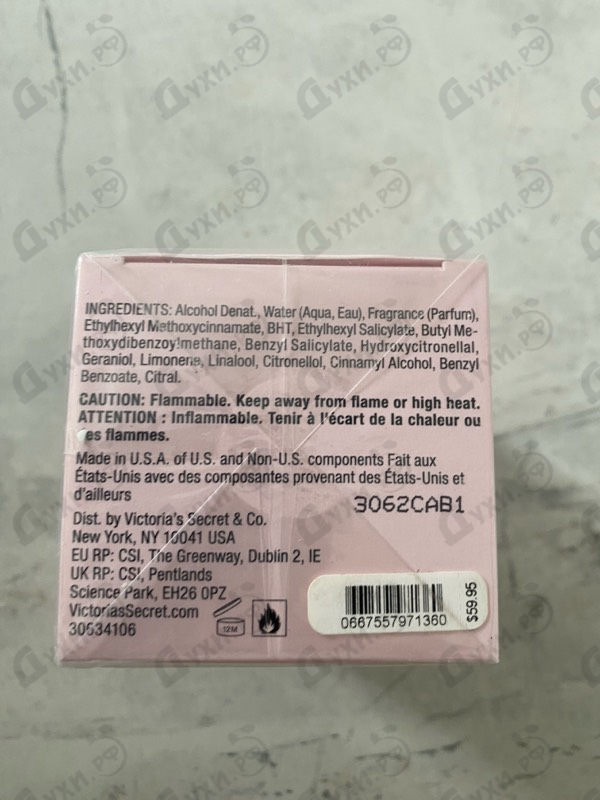 INGREDIENTS: Alcohol Denat., Water (Aqua, Eau), Fragrance (Parfum),
Ethylhexyl Methoxycinnamate, BHT, Ethylhexyl Salicylate, Butyl Me-
thoxydibenzoylmethane, Benzyl Salicylate, Hydroxycitronellal,
Geraniol, Limonene, Linalool, Citronellol, Cinnamyl Alcohol, Benzyl
Benzoate, Citral.
CAUTION: Flammable. Keep away from flame or high heat.
ATTENTION : Inflammable. Tenir à l'écart de la chaleur ou
es flammes.
Made in U.S.A. of U.S. and Non-U.S. components Fait aux
États-Unis avec des composantes provenant des États-Unis et
d'ailleurs
3062CAB1
Dist. by Victoria's Secret & Co.
New York, NY 10041 USA
EU RP: CSI, The Greenway, Dublin 2, IE
UK RP: CSI, Pentlands
Science Park, EH26 0PZ
VictoriasSecret.com
12M
30634106
0667557971360
$59.95
Духи.рф